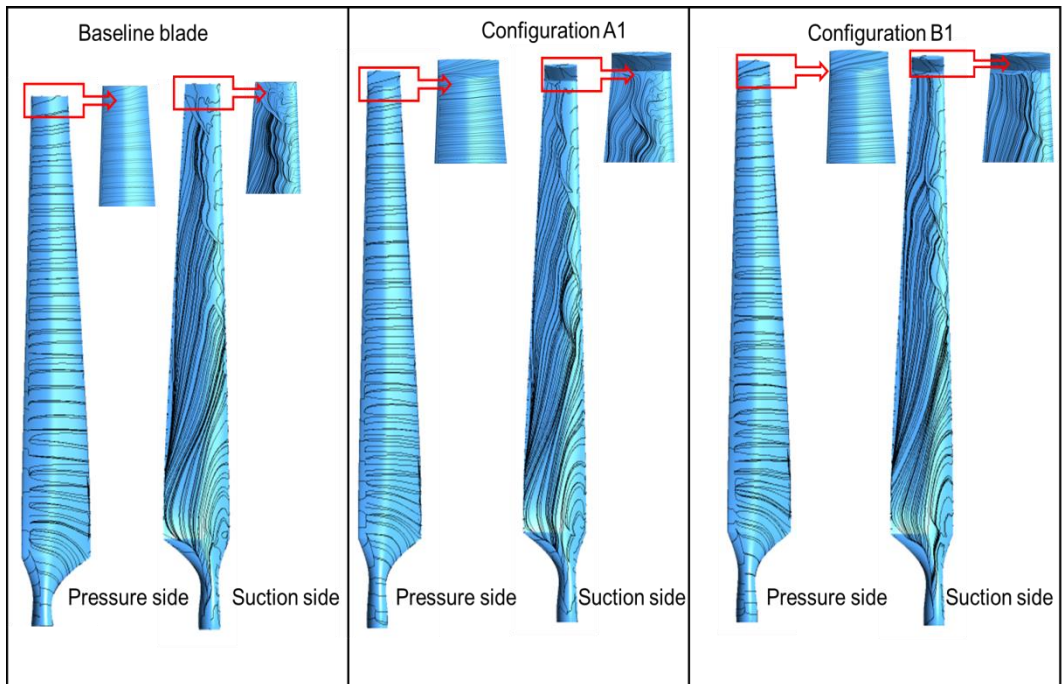 Baseline blade
Configuration A1
Configuration B1
Pressure side
Suction side
Pressure side
Suction side
Pressure side
Suction side